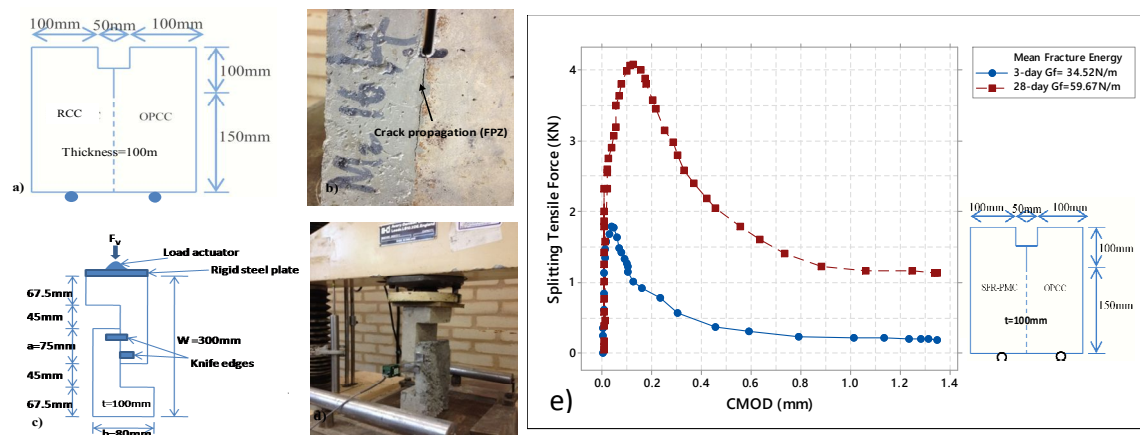 100mm 50mm 100mm
100mm
RCC OPCC
150mm
Thickness=100m
a)
Crack propagation (FPZ)
b)
Fv
Load actuator
Rigid steel plate
67.5mm
45mm
a=75mm
W=300mm
Knife edges
45mm
67.5mm
t=100mm
c)
b=80mm
d)
Mean Fracture Energy
3-day Gf= 34.52N/m
28-day Gf=59.67N/m
Splitting Tensile Force (KN)
4
3
2
1
0
0.0 0.2 0.4 0.6 0.8 1.0 1.2 1.4
CMOD (mm)
e)
100mm 50mm 100mm
100mm
SFR-PMC OPCC
150mm
t=100mm